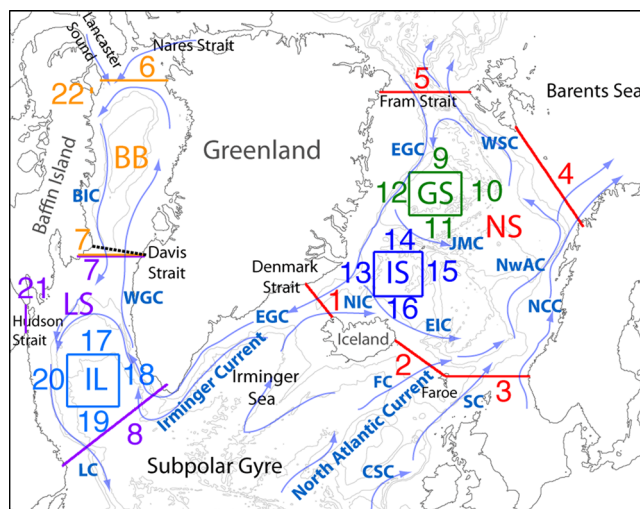 Lancaster
Sound
Nares Strait
6
5
Fram Strait
Barents Sea
22
BB
Greenland
EGC
WSC
9
12
GS
10
11
4
Baffin Island
BIC
NS
14
JMC
7
7
Davis
Strait
Denmark
Strait
13
IS
15
16
NwAC
21
LS
WGC
1
NIC
NCC
Hudson
Strait
EGC
EIC
17
Iceland
20
IL
18
19
Irminger Current
Irminger
Sea
2
FC
Faroe
3
SC
8
North Atlantic Current
LC
Subpolar Gyre
CSC